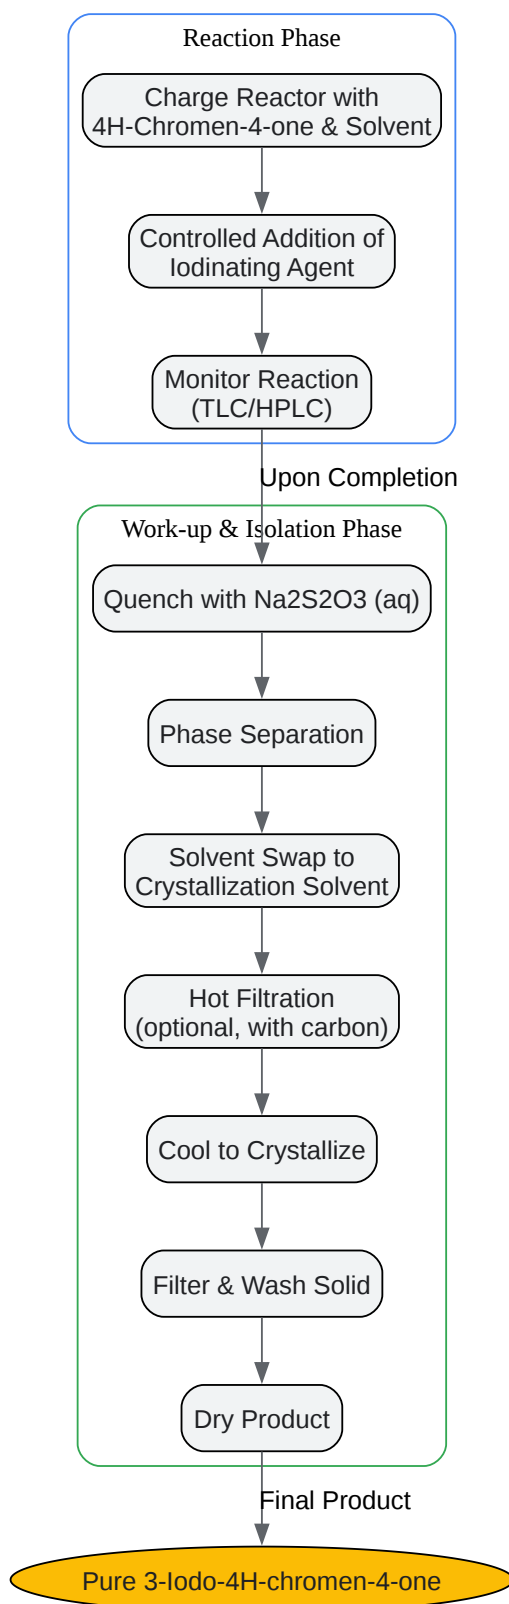 Reaction Phase
Charge Reactor with
4H-Chromen-4-one & Solvent
Controlled Addition of
Iodinating Agent
Monitor Reaction
(TLC/HPLC)
Upon Completion
Work-up & Isolation Phase
Quench with Na2S2O3 (aq)
Phase Separation
Solvent Swap to
Crystallization Solvent
Hot Filtration
(optional, with carbon)
Cool to Crystallize
Filter & Wash Solid
Dry Product
Final Product
Pure 3-Iodo-4H-chromen-4-one